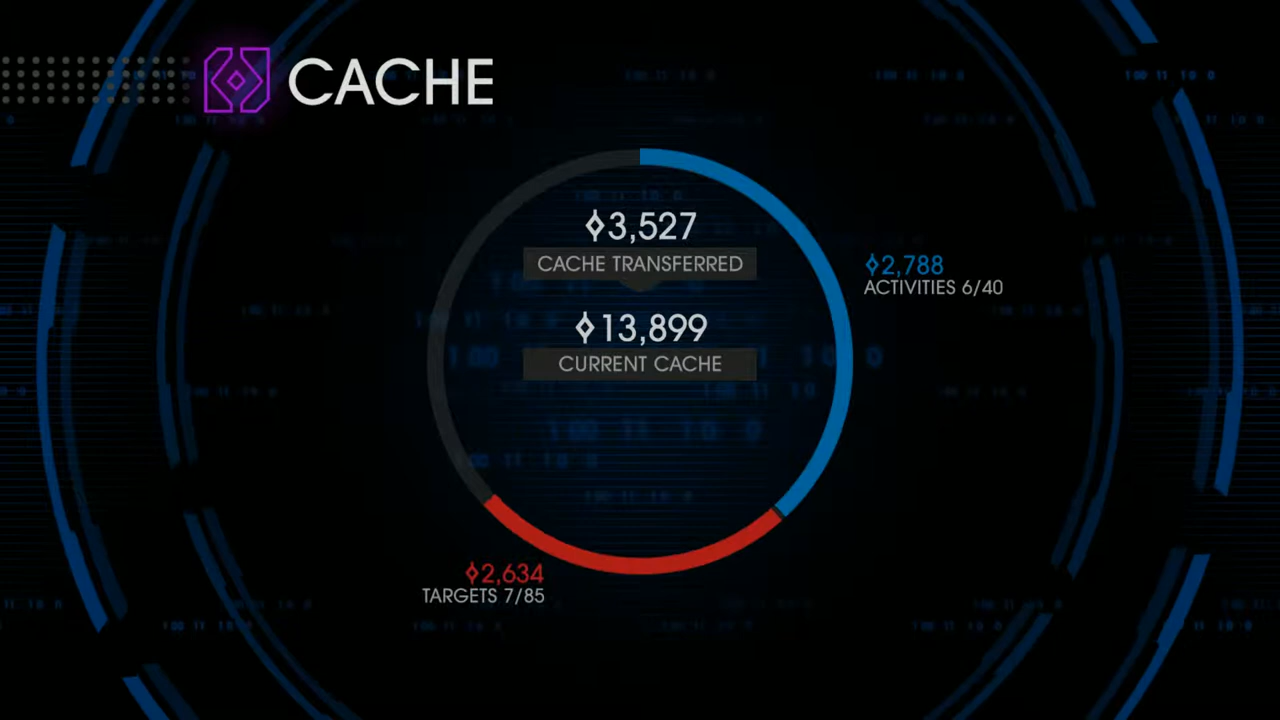 CACHE
3,527
CACHE TRANSFERRED
13,899
CURRENT CACHE
2,788
ACTIVITIES 6/40
2,634
TARGETS 7/85